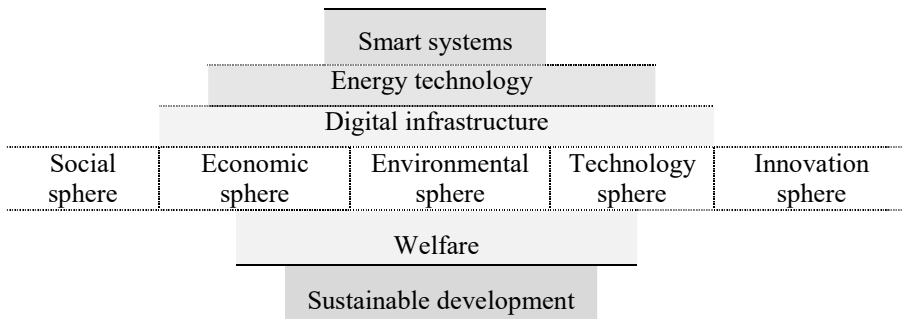 Smart systems
Energy technology
Digital infrastructure
Social Economic Environmental Technology Innovation
sphere sphere sphere sphere sphere
Welfare
Sustainable development